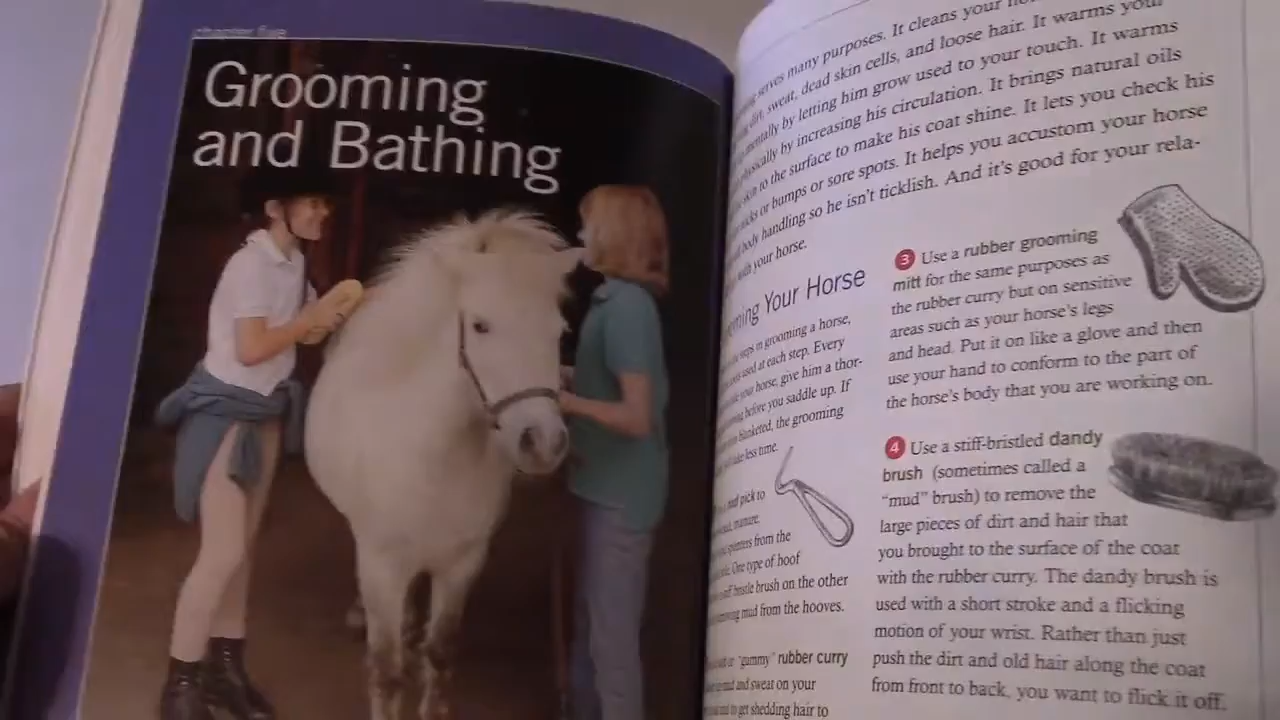 chapter five
Grooming
and Bathing
serves many purposes. It cleans your
dirt, sweat, dead skin cells, and loose hair. It warms your
mentally by letting him grow used to your touch. It warms
physically by increasing his circulation. It brings natural oils
skin to the surface to make his coat shine. It lets you check his
or bumps or sore spots. It helps you accustom your horse
body handling so he isn't ticklish. And it's good for your rela-
with your horse.
Your Horse
steps in grooming a horse,
used at each step. Every
your horse, give him a thor-
before you saddle up. If
blanketed, the grooming
take less time.
pick to
manure,
from the
One type of hoof
bristle brush on the other
mud from the hooves.
or "gummy" rubber curry
mud and sweat on your
to get shedding hair to
3 Use a rubber grooming
mitt for the same purposes as
the rubber curry but on sensitive
areas such as your horse's legs
and head. Put it on like a glove and then
use your hand to conform to the part of
the horse's body that you are working on.
4 Use a stiff-bristled dandy
brush (sometimes called a
"mud" brush) to remove the
large pieces of dirt and hair that
you brought to the surface of the coat
with the rubber curry. The dandy brush is
used with a short stroke and a flicking
motion of your wrist. Rather than just
push the dirt and old hair along the coat
from front to back, you want to flick it off.